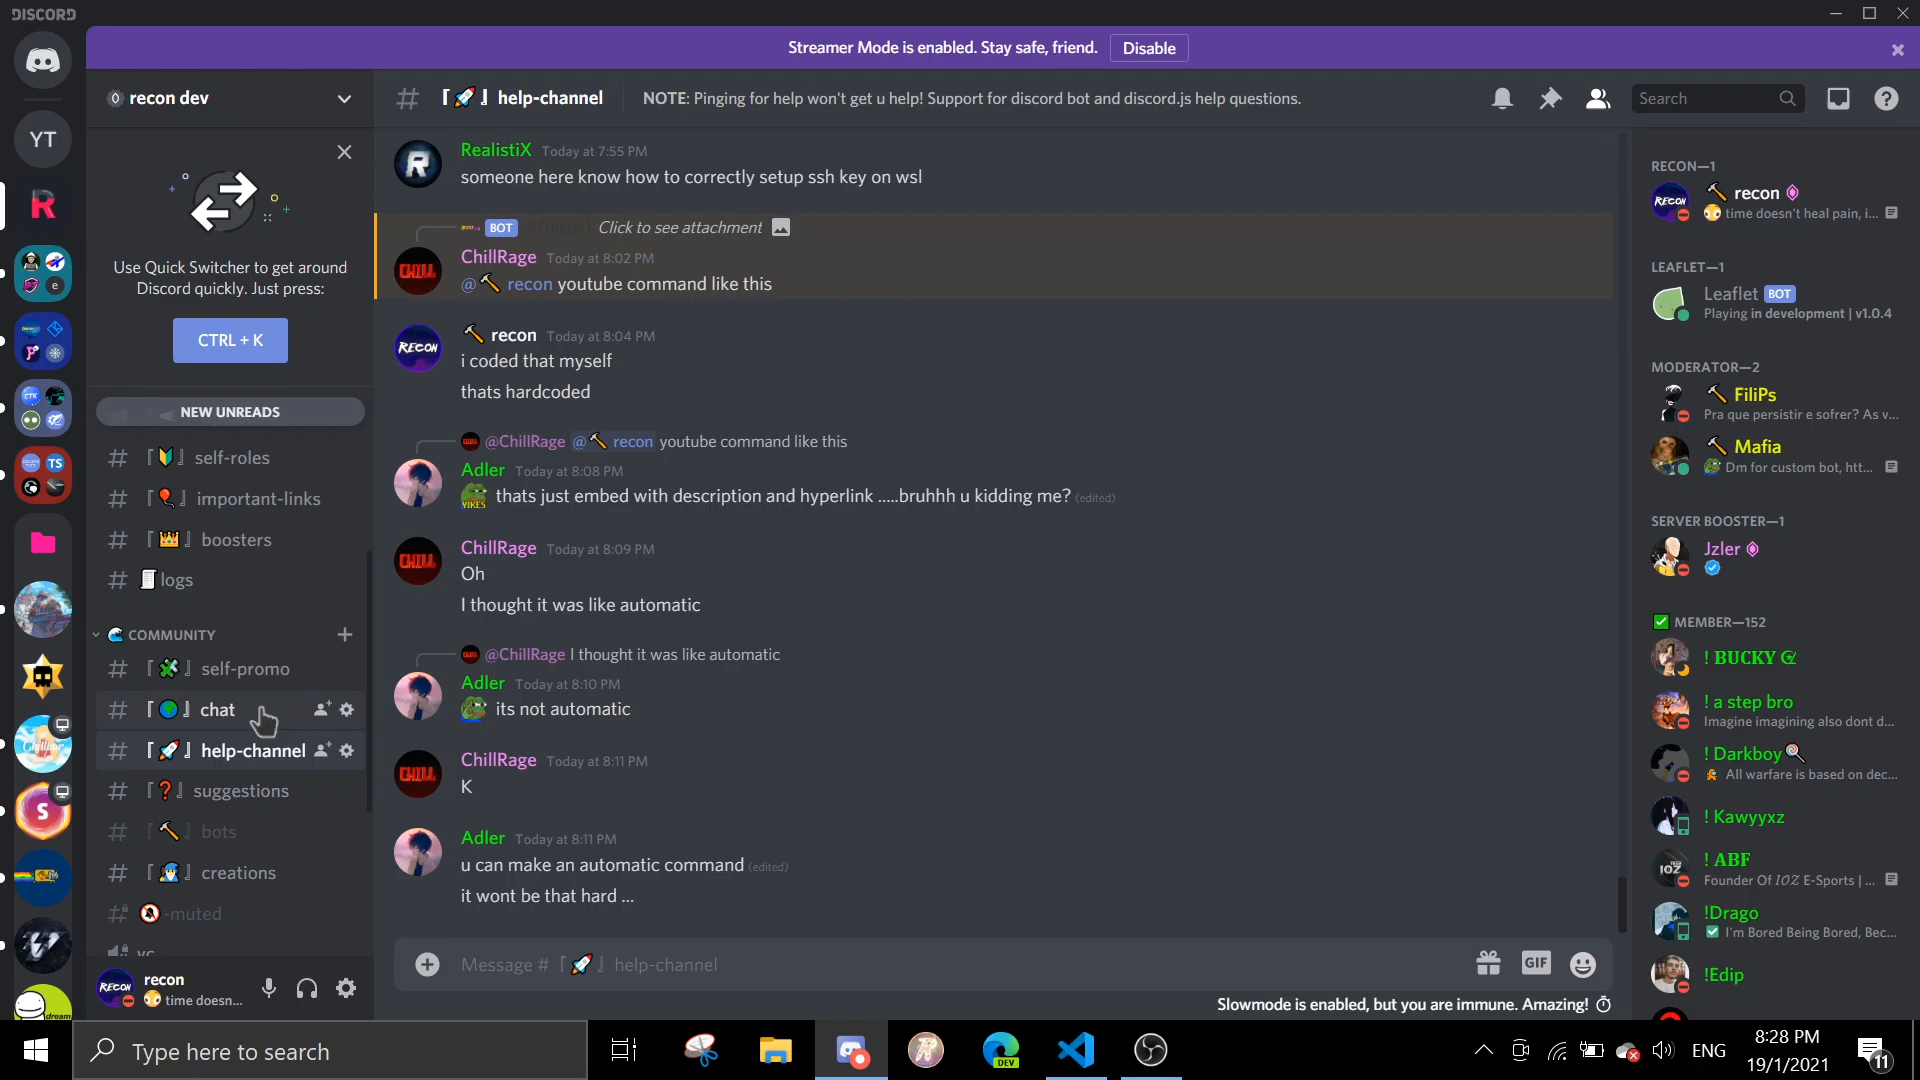 DISCORD
Streamer Mode is enabled. Stay safe, friend.
Disable
YT
recon dev
Use Quick Switcher to get around
Discord quickly. Just press:
CTRL + K
NEW UNREADS
self-roles
important-links
boosters
logs
COMMUNITY
self-promo
chat
help-channel
suggestions
bots
creations
-muted
vc
recon
time doesn...
# 『🚀』 help-channel
NOTE: Pinging for help won't get u help! Support for discord bot and discord.js help questions.
Search
RealistiX Today at 7:55 PM
someone here know how to correctly setup ssh key on wsl
BOT Click to see attachment
ChillRage Today at 8:02 PM
@🔨 recon youtube command like this
🔨 recon Today at 8:04 PM
i coded that myself
thats hardcoded
@ChillRage @🔨 recon youtube command like this
Adler Today at 8:08 PM
thats just embed with description and hyperlink .....bruhhh u kidding me? (edited)
ChillRage Today at 8:09 PM
Oh
I thought it was like automatic
@ChillRage I thought it was like automatic
Adler Today at 8:10 PM
its not automatic
ChillRage Today at 8:11 PM
K
Adler Today at 8:11 PM
u can make an automatic command (edited)
it wont be that hard ...
Message # 『🚀』 help-channel
GIF
Slowmode is enabled, but you are immune. Amazing!
RECON—1
🔨 recon
time doesn't heal pain, i...
LEAFLET—1
Leaflet BOT
Playing in development | v1.0.4
MODERATOR—2
🔨 FiliPs
Pra que persistir e sofrer? As v...
🔨 Mafia
Dm for custom bot, htt...
SERVER BOOSTER—1
Jzler
✅ MEMBER—152
! BUCKY
! a step bro
Imagine imagining also dont d...
! Darkboy🍭
All warfare is based on dec...
! Kawyyxz
! ABF
Founder Of IOZ E-Sports | ...
!Drago
✅ I'm Bored Being Bored, Bec...
!Edip
Type here to search
DEV
ENG
8:28 PM
19/1/2021
11